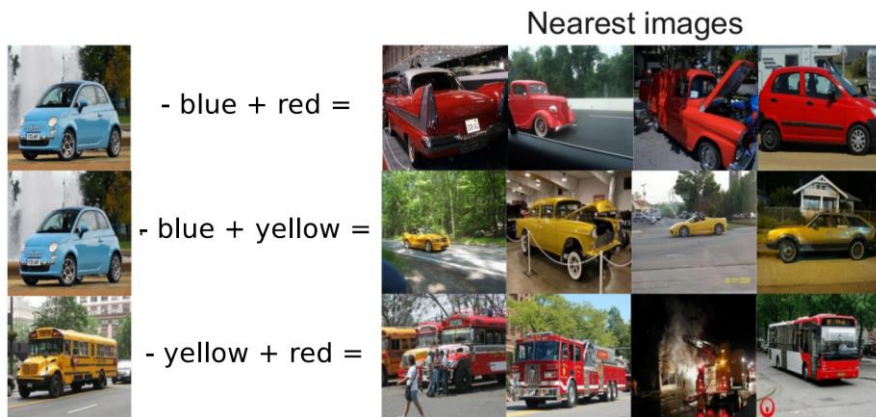 Nearest images
- blue + red =
- blue + yellow =
- yellow + red =